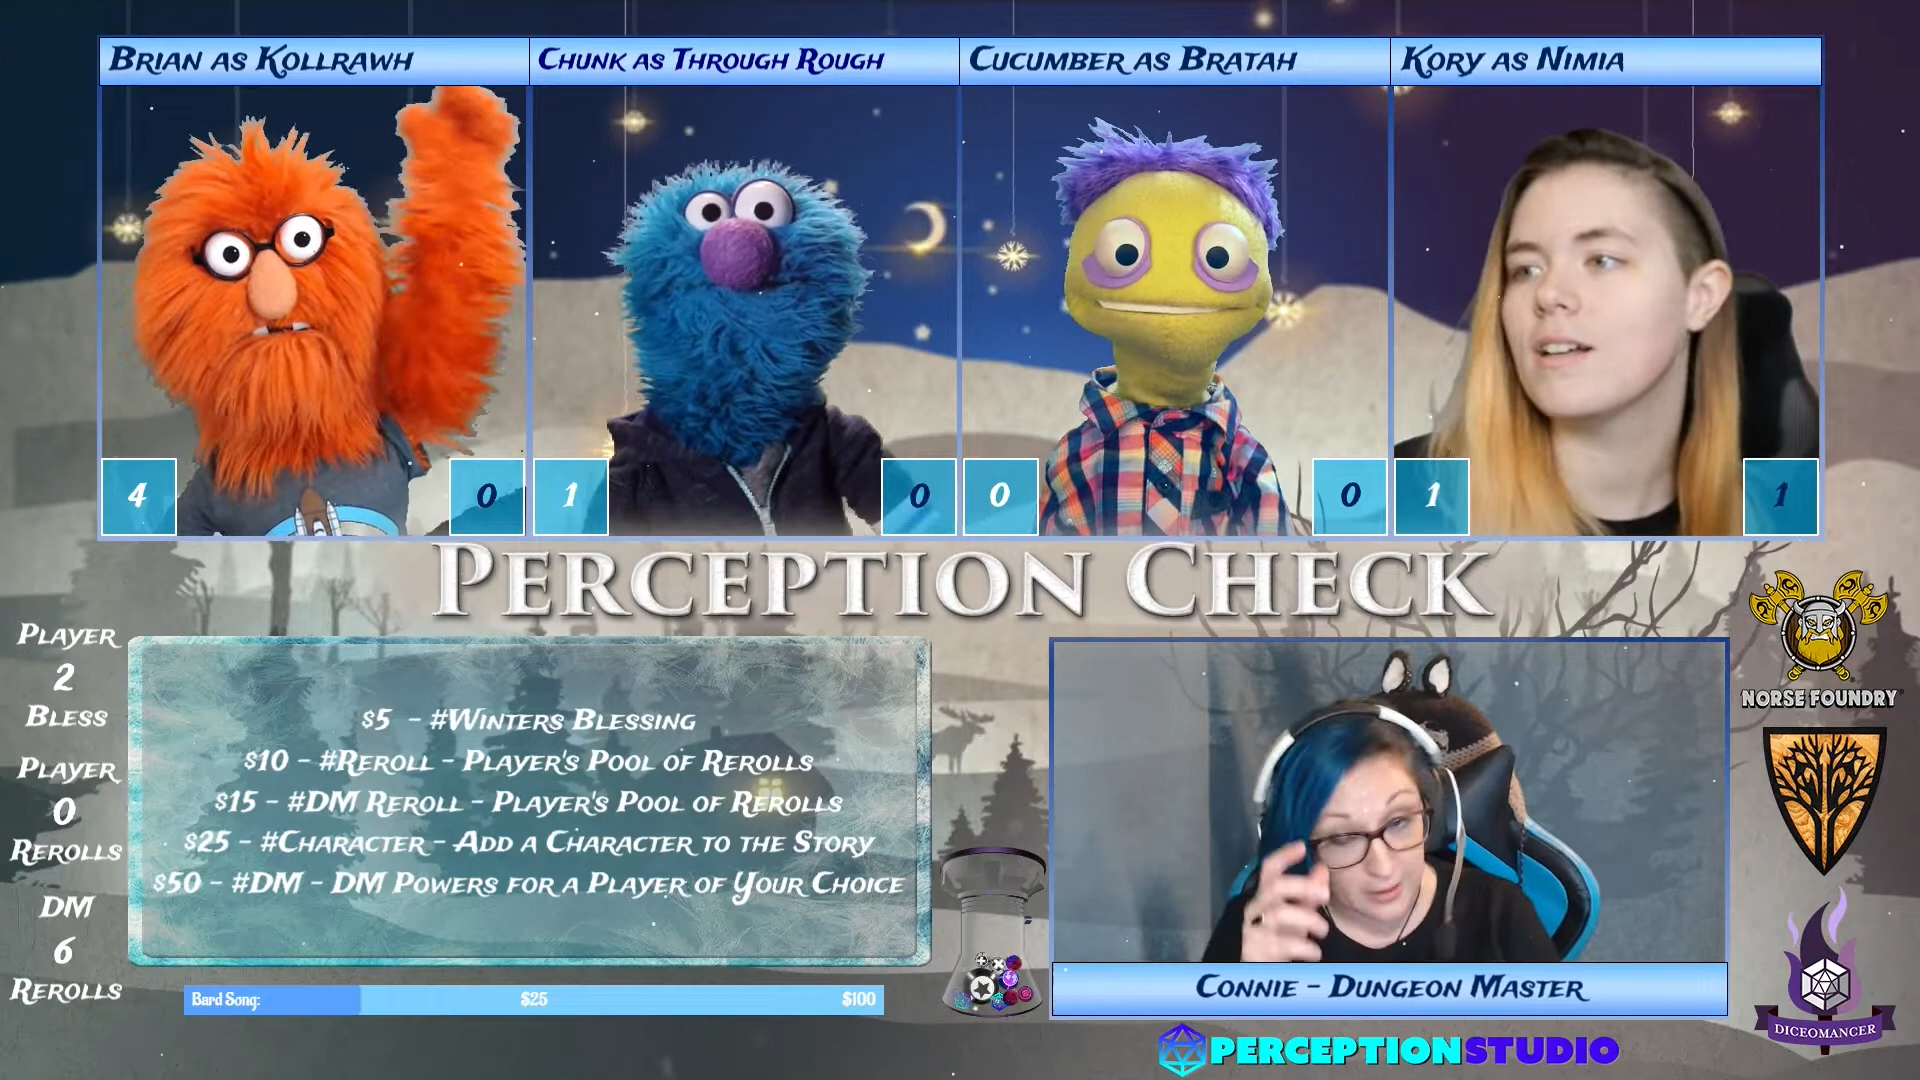 Brian as Kollrawh
Chunk as Through Rough
Cucumber as Bratah
Kory as Nimia
4
0
1
0
0
0
1
1
Perception Check
Player
2
Bless
Player
0
Rerolls
DM
6
Rerolls
$5 - #Winters Blessing
$10 - #Reroll - Player's Pool of Rerolls
$15 - #DM Reroll - Player's Pool of Rerolls
$25 - #Character - Add a Character to the Story
$50 - #DM - DM Powers for a Player of Your Choice
Bard Song: $25 $100
Connie - Dungeon Master
NORSE FOUNDRY
DICEOMANCER
PERCEPTIONSTUDIO